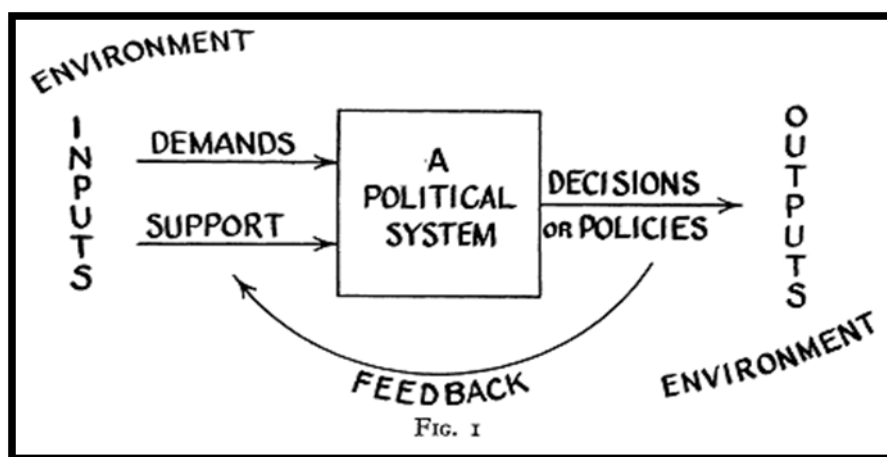 ENVIRONMENT
INPUTS
DEMANDS
SUPPORT
A
POLITICAL
SYSTEM
DECISIONS
OR POLICIES
OUTPUTS
ENVIRONMENT
FEEDBACK
FIG. 1